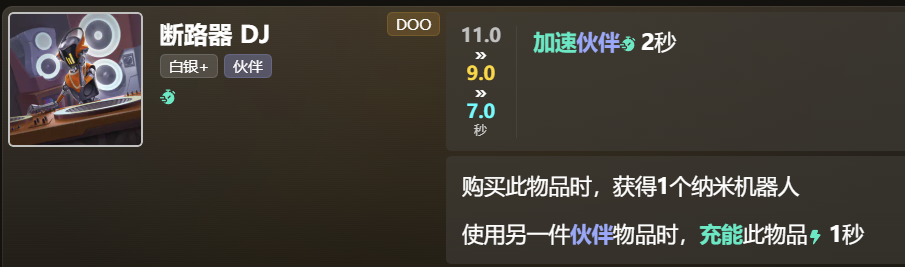 断路器 DJ
DOO
白银+
伙伴
11.0
»
9.0
»
7.0
秒
加速伙伴 2秒
购买此物品时，获得1个纳米机器人
使用另一件伙伴物品时，充能此物品 1秒